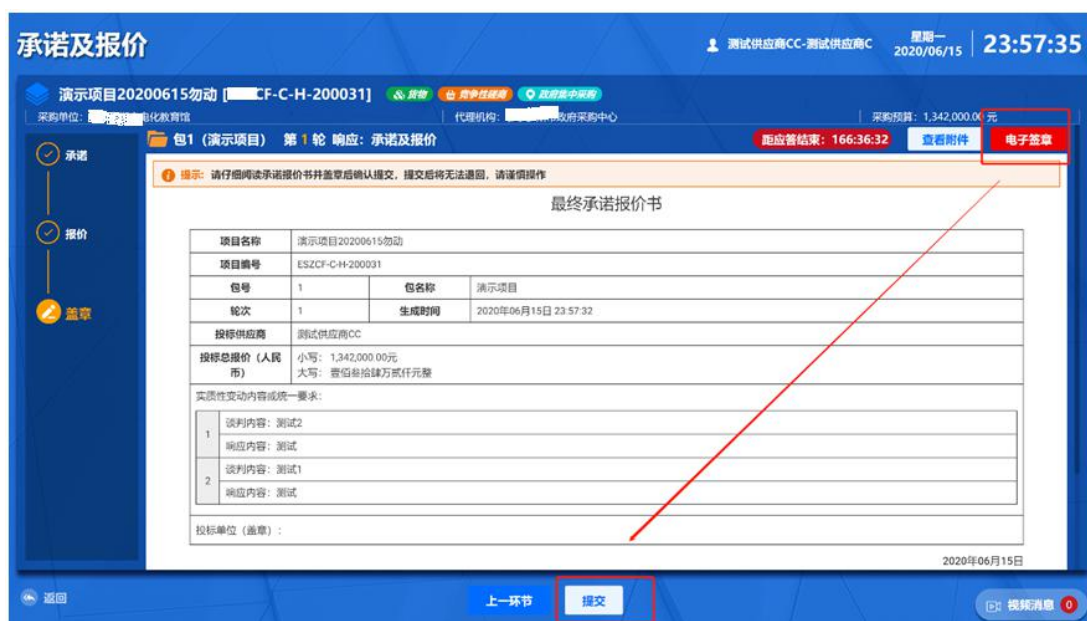 承诺及报价
测试供应商CC-测试供应商C
星期一
2020/06/15
23:57:35
演示项目20200615勿动 [ CF-C-H-200031] 货物 竞争性磋商 政府集中采购
采购单位: 电化教育馆
代理机构: 政府采购中心
采购预算: 1,342,000.00 元
承诺
报价
盖章
包1 (演示项目) 第 1 轮 响应: 承诺及报价
距应答结束: 166:36:32
查看附件
电子签章
提示: 请仔细阅读承诺报价书并盖章后确认提交, 提交后将无法退回, 请谨慎操作
最终承诺报价书
项目名称 演示项目20200615勿动
项目编号 ESZCF-C-H-200031
包号 1 包名称 演示项目
轮次 1 生成时间 2020年06月15日 23:57:32
投标供应商 测试供应商CC
投标总报价 (人民币)
小写: 1,342,000.00元
大写: 壹佰叁拾肆万贰仟元整
实质性变动内容或统一要求:
1
谈判内容: 测试2
响应内容: 测试
2
谈判内容: 测试1
响应内容: 测试
投标单位 (盖章) :
2020年06月15日
返回
上一环节
提交
视频消息 0